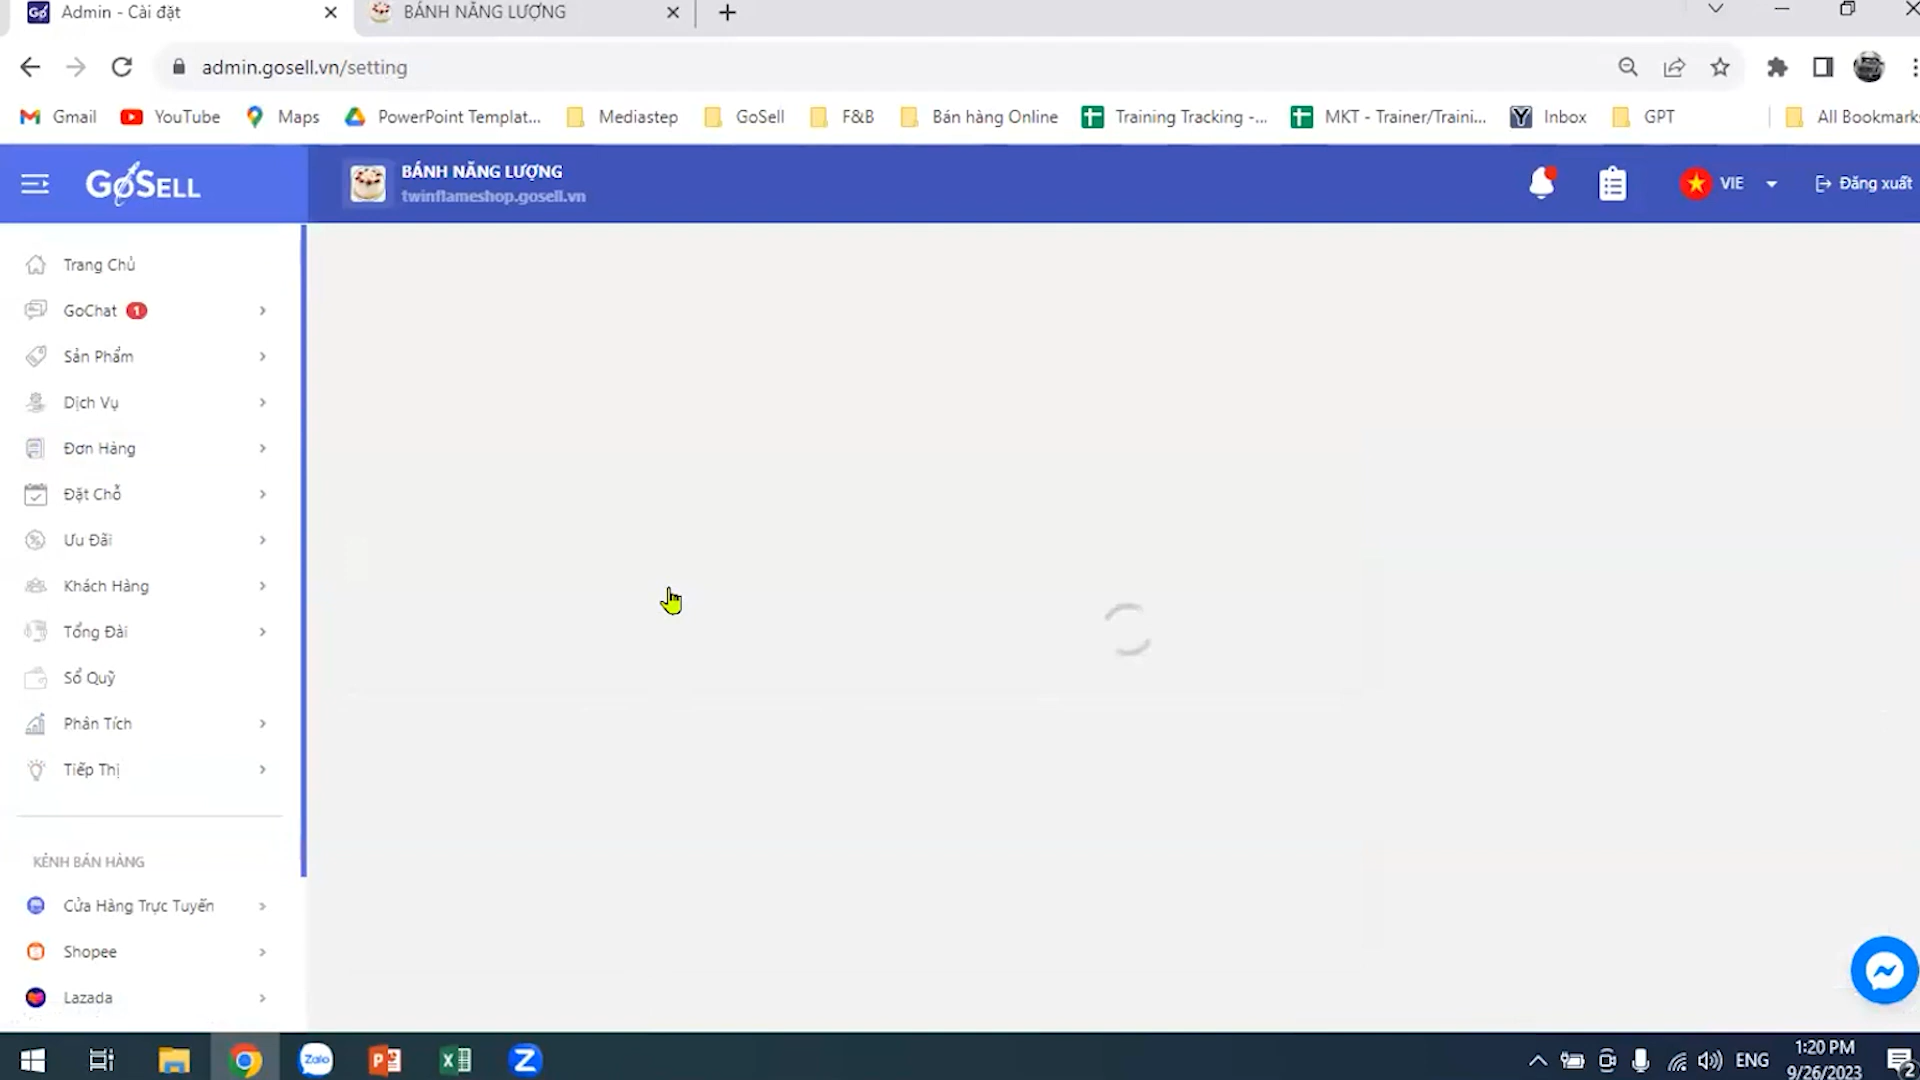 Admin - Cài đặt
BÁNH NĂNG LƯỢNG
admin.gosell.vn/setting
Gmail
YouTube
Maps
PowerPoint Templat...
Mediastep
GoSell
F&B
Bán hàng Online
Training Tracking -...
MKT - Trainer/Traini...
Inbox
GPT
All Bookmarks
GoSELL
BÁNH NĂNG LƯỢNG
twinflameshop.gosell.vn
VIE
Đăng xuất
Trang Chủ
GoChat 1
Sản Phẩm
Dịch Vụ
Đơn Hàng
Đặt Chỗ
Ưu Đãi
Khách Hàng
Tổng Đài
Sổ Quỹ
Phân Tích
Tiếp Thị
KÊNH BÁN HÀNG
Cửa Hàng Trực Tuyến
Shopee
Lazada
Zalo
ENG
1:20 PM
9/26/2023
2